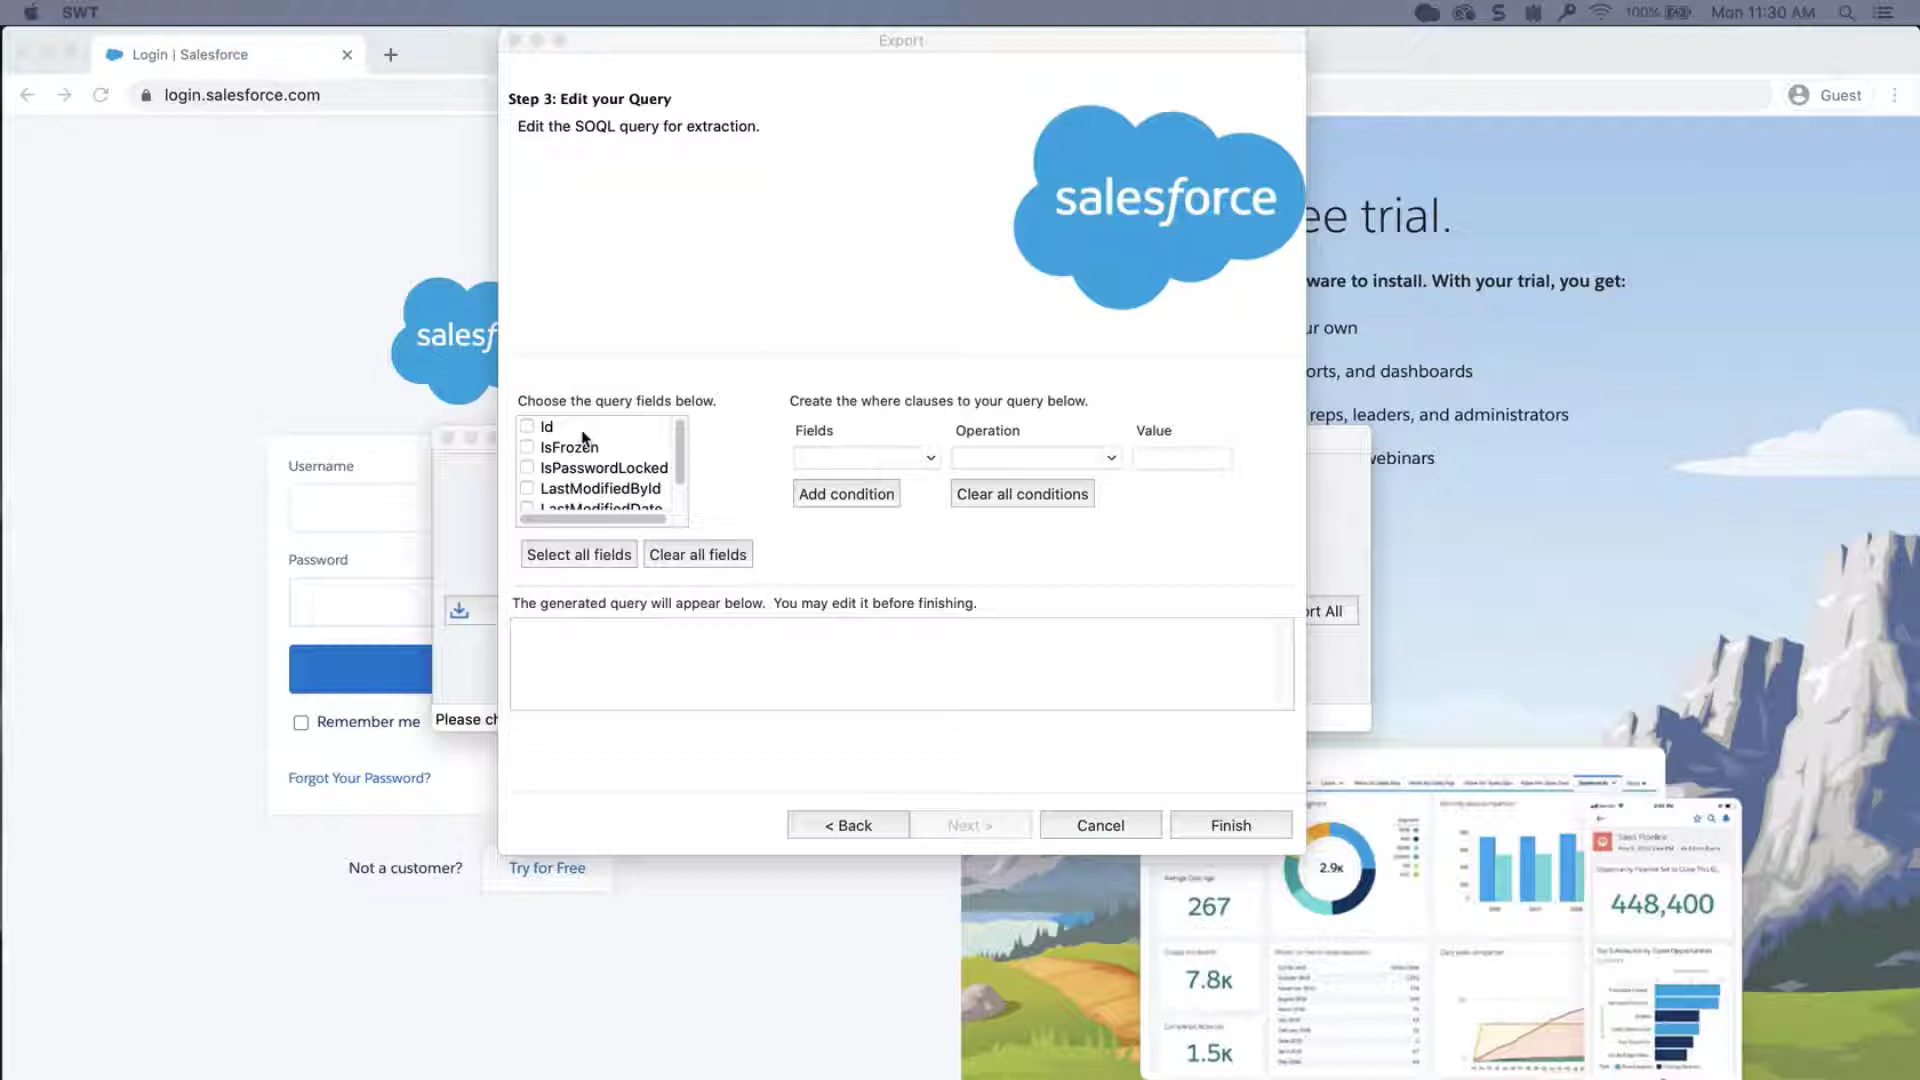 SWT
100%
Mon 11:30 AM
Login | Salesforce
Export
login.salesforce.com
Guest
Step 3: Edit your Query
Edit the SOQL query for extraction.
salesforce
ee trial.
ware to install. With your trial, you get:
ur own
orts, and dashboards
reps, leaders, and administrators
webinars
salesf
Choose the query fields below.
Create the where clauses to your query below.
Id
IsFrozen
IsPasswordLocked
LastModifiedById
LastModifiedDate
Fields
Operation
Value
Add condition
Clear all conditions
Select all fields
Clear all fields
Username
Password
The generated query will appear below. You may edit it before finishing.
rt All
Remember me
Please ch
Forgot Your Password?
< Back
Next >
Cancel
Finish
Not a customer?
Try for Free
2.9K
267
448,400
7.8K
1.5K